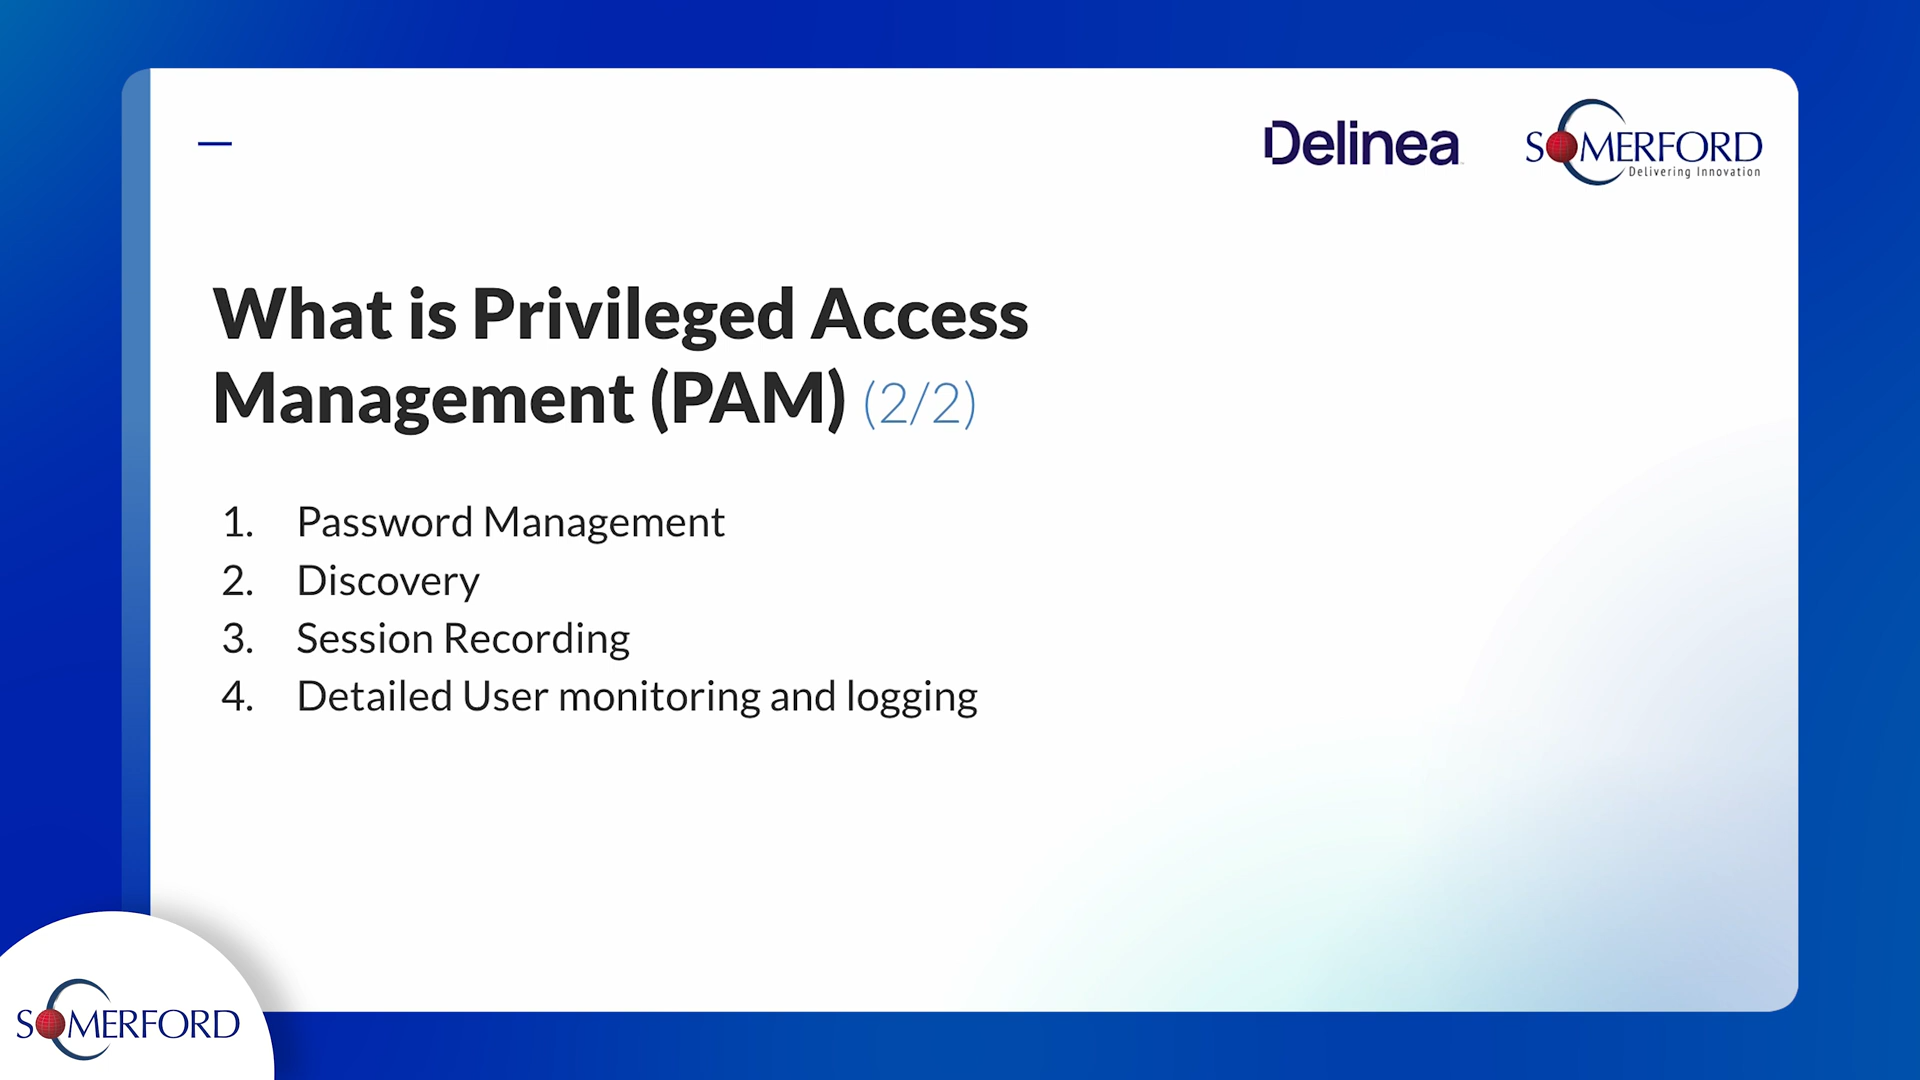 Delinea
SOMERFORD
Delivering Innovation
What is Privileged Access
Management (PAM) (2/2)
1. Password Management
2. Discovery
3. Session Recording
4. Detailed User monitoring and logging
SOMERFORD